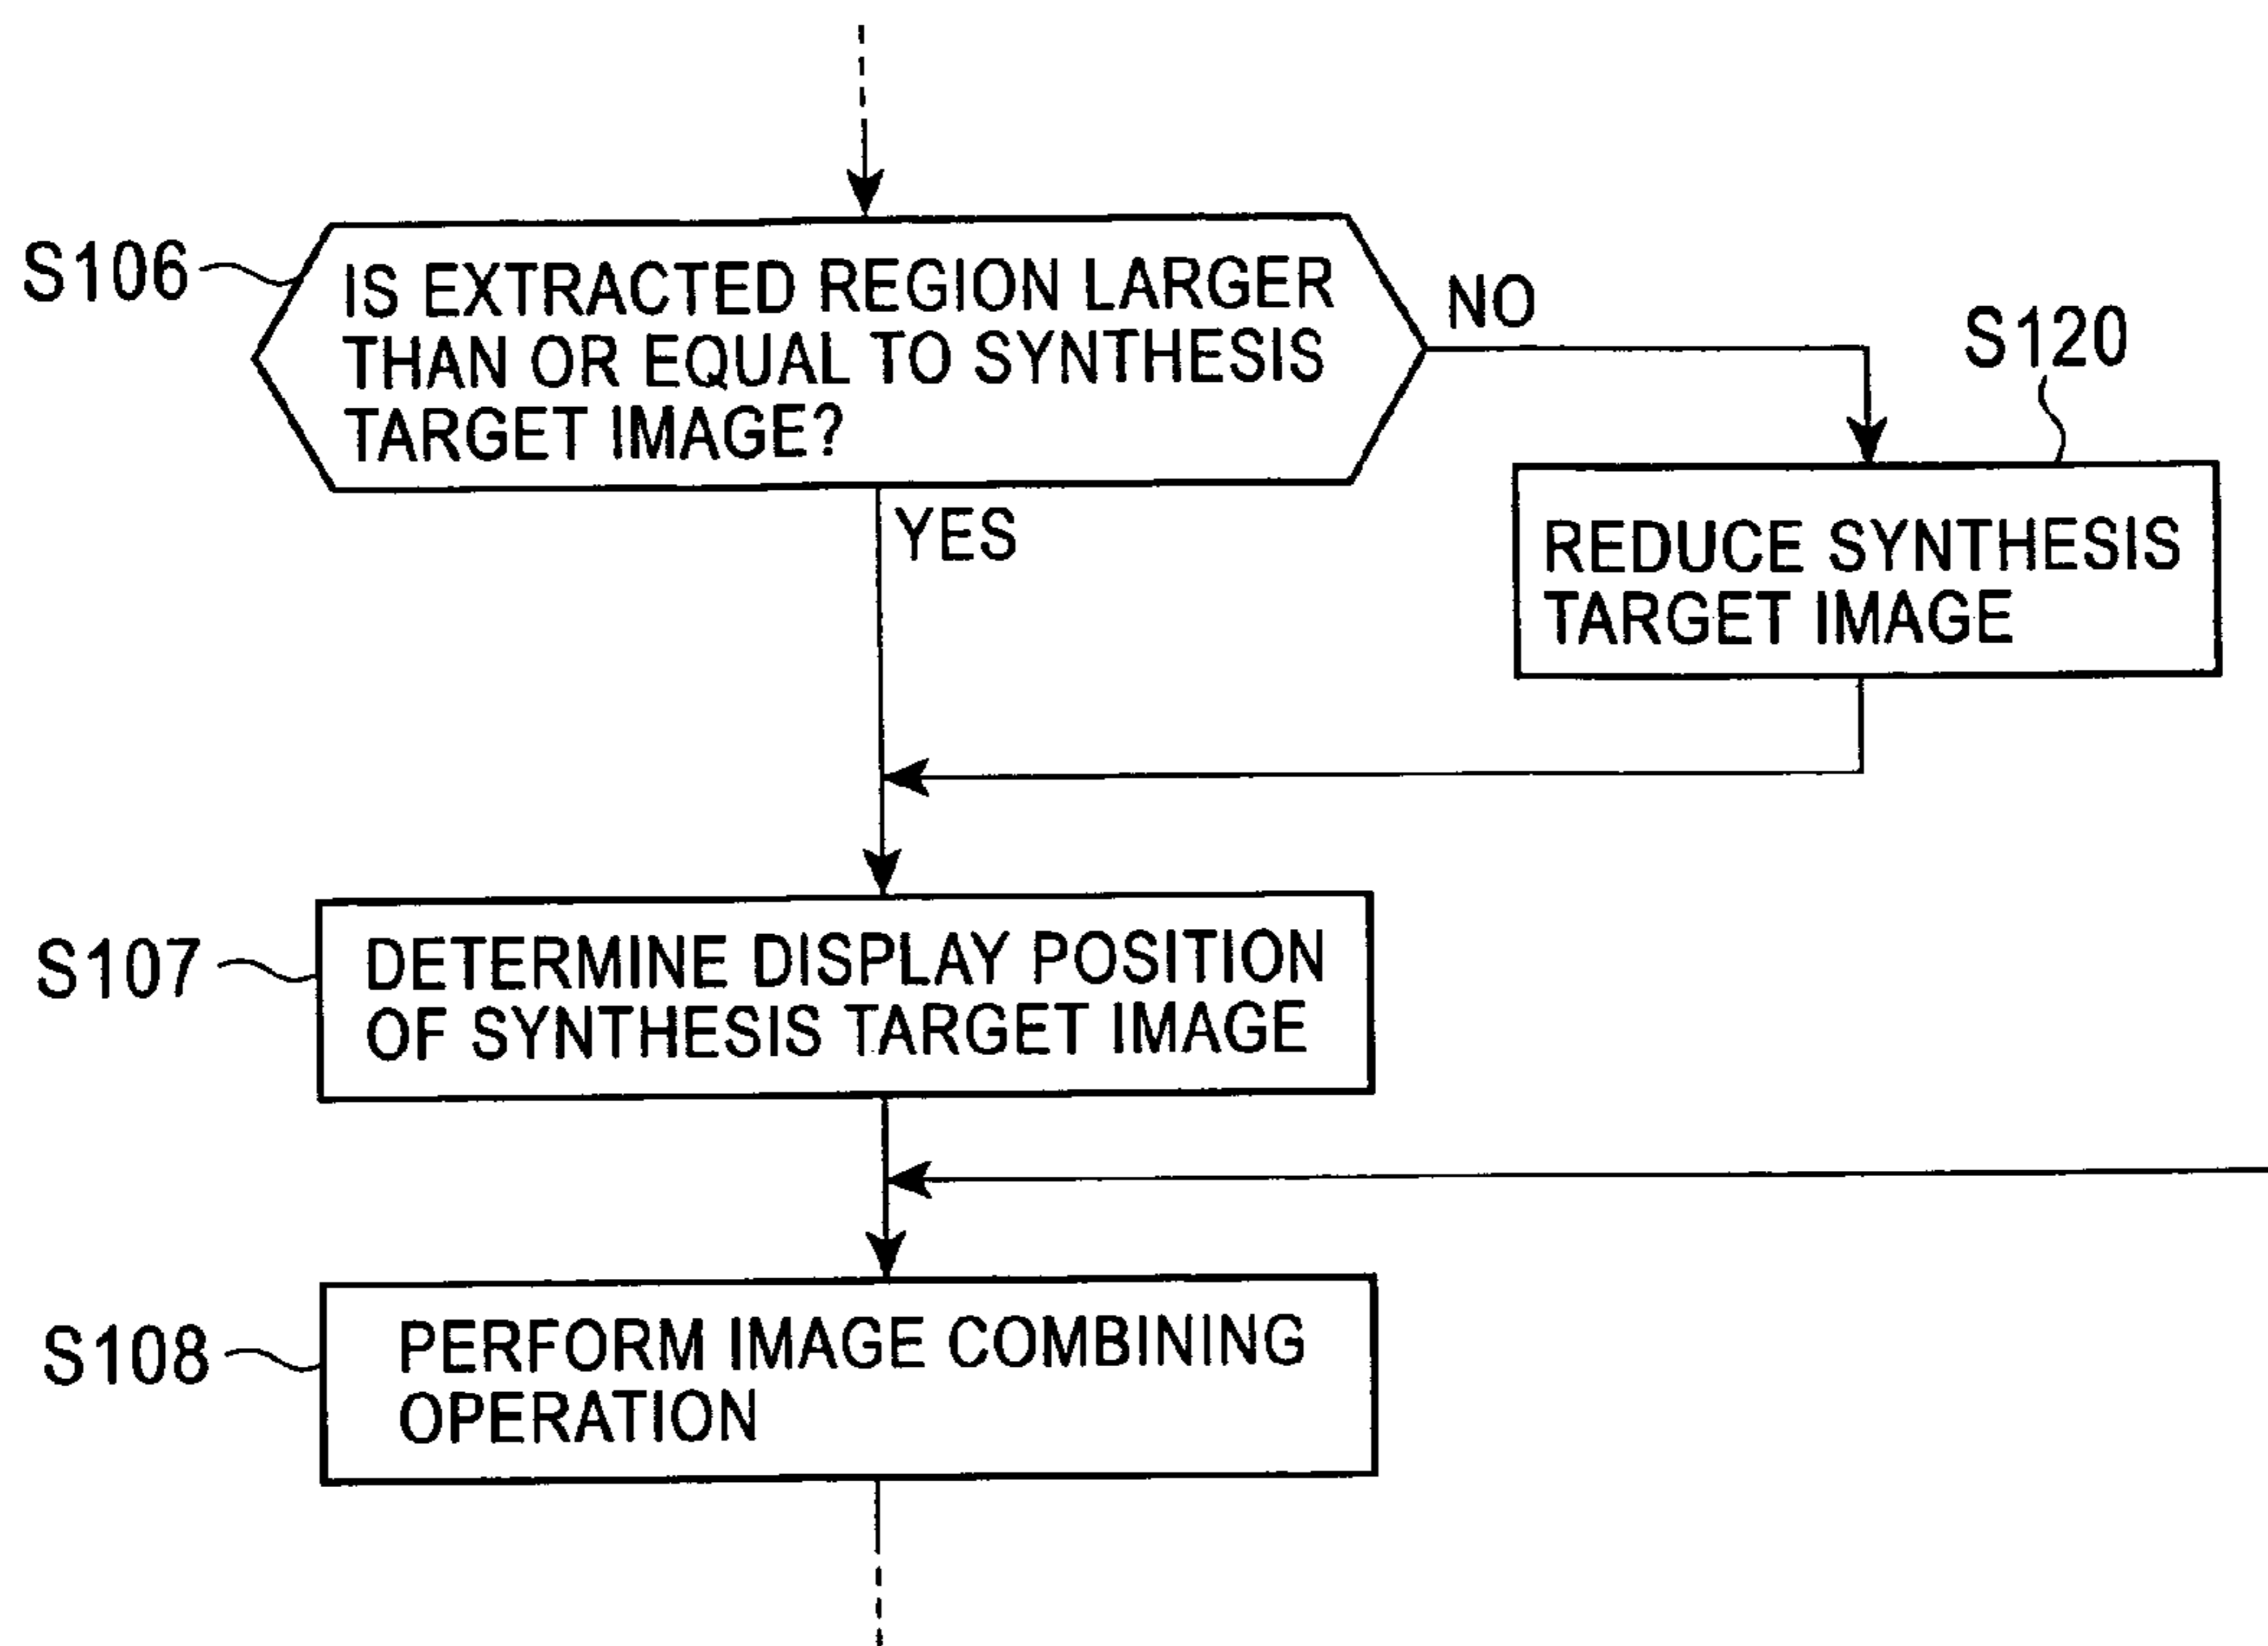 S106
IS EXTRACTED REGION LARGER
THAN OR EQUAL TO SYNTHESIS
TARGET IMAGE?
NO
S120
YES
REDUCE SYNTHESIS
TARGET IMAGE
S107
DETERMINE DISPLAY POSITION
OF SYNTHESIS TARGET IMAGE
S108
PERFORM IMAGE COMBINING
OPERATION